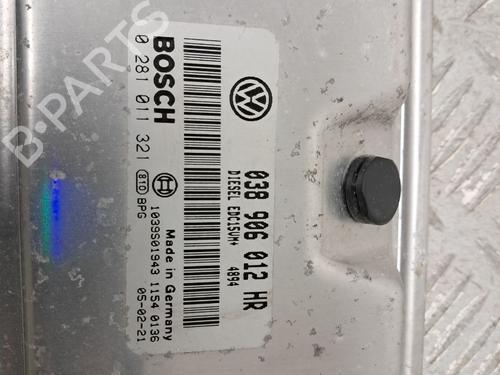 B-PARTS
BOSCH
0 281 011 321
810
BPG
1039S01943
Made in Germany
1154 0136
05-02-21
038 906 012 HR
DIESEL EDC15VM+
4894